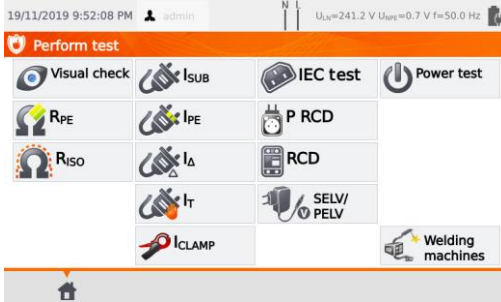 19/11/2019 9:52:08 PM admin N L ULN=241.2 V UNPE=0.7 V f=50.0 Hz
Perform test
Visual check ISUB IEC test Power test
RPE IPE P RCD
RISO IΔ RCD
IT SELV/
PELV
ICLAMP Welding
machines